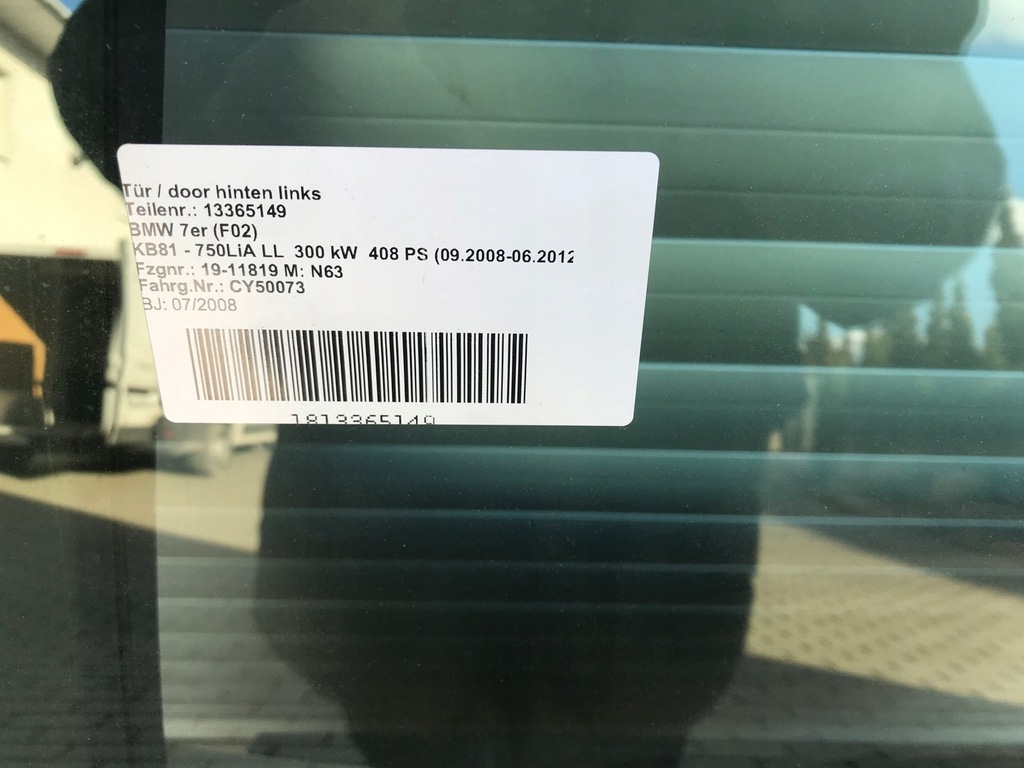 Tür / door hinten links
Teilenr.: 13365149
BMW 7er (F02)
KB81 - 750LiA LL 300 kW 408 PS (09.2008-06.2012
Fzgnr.: 19-11819 M: N63
Fahrg.Nr.: CY50073
BJ: 07/2008
1813365149